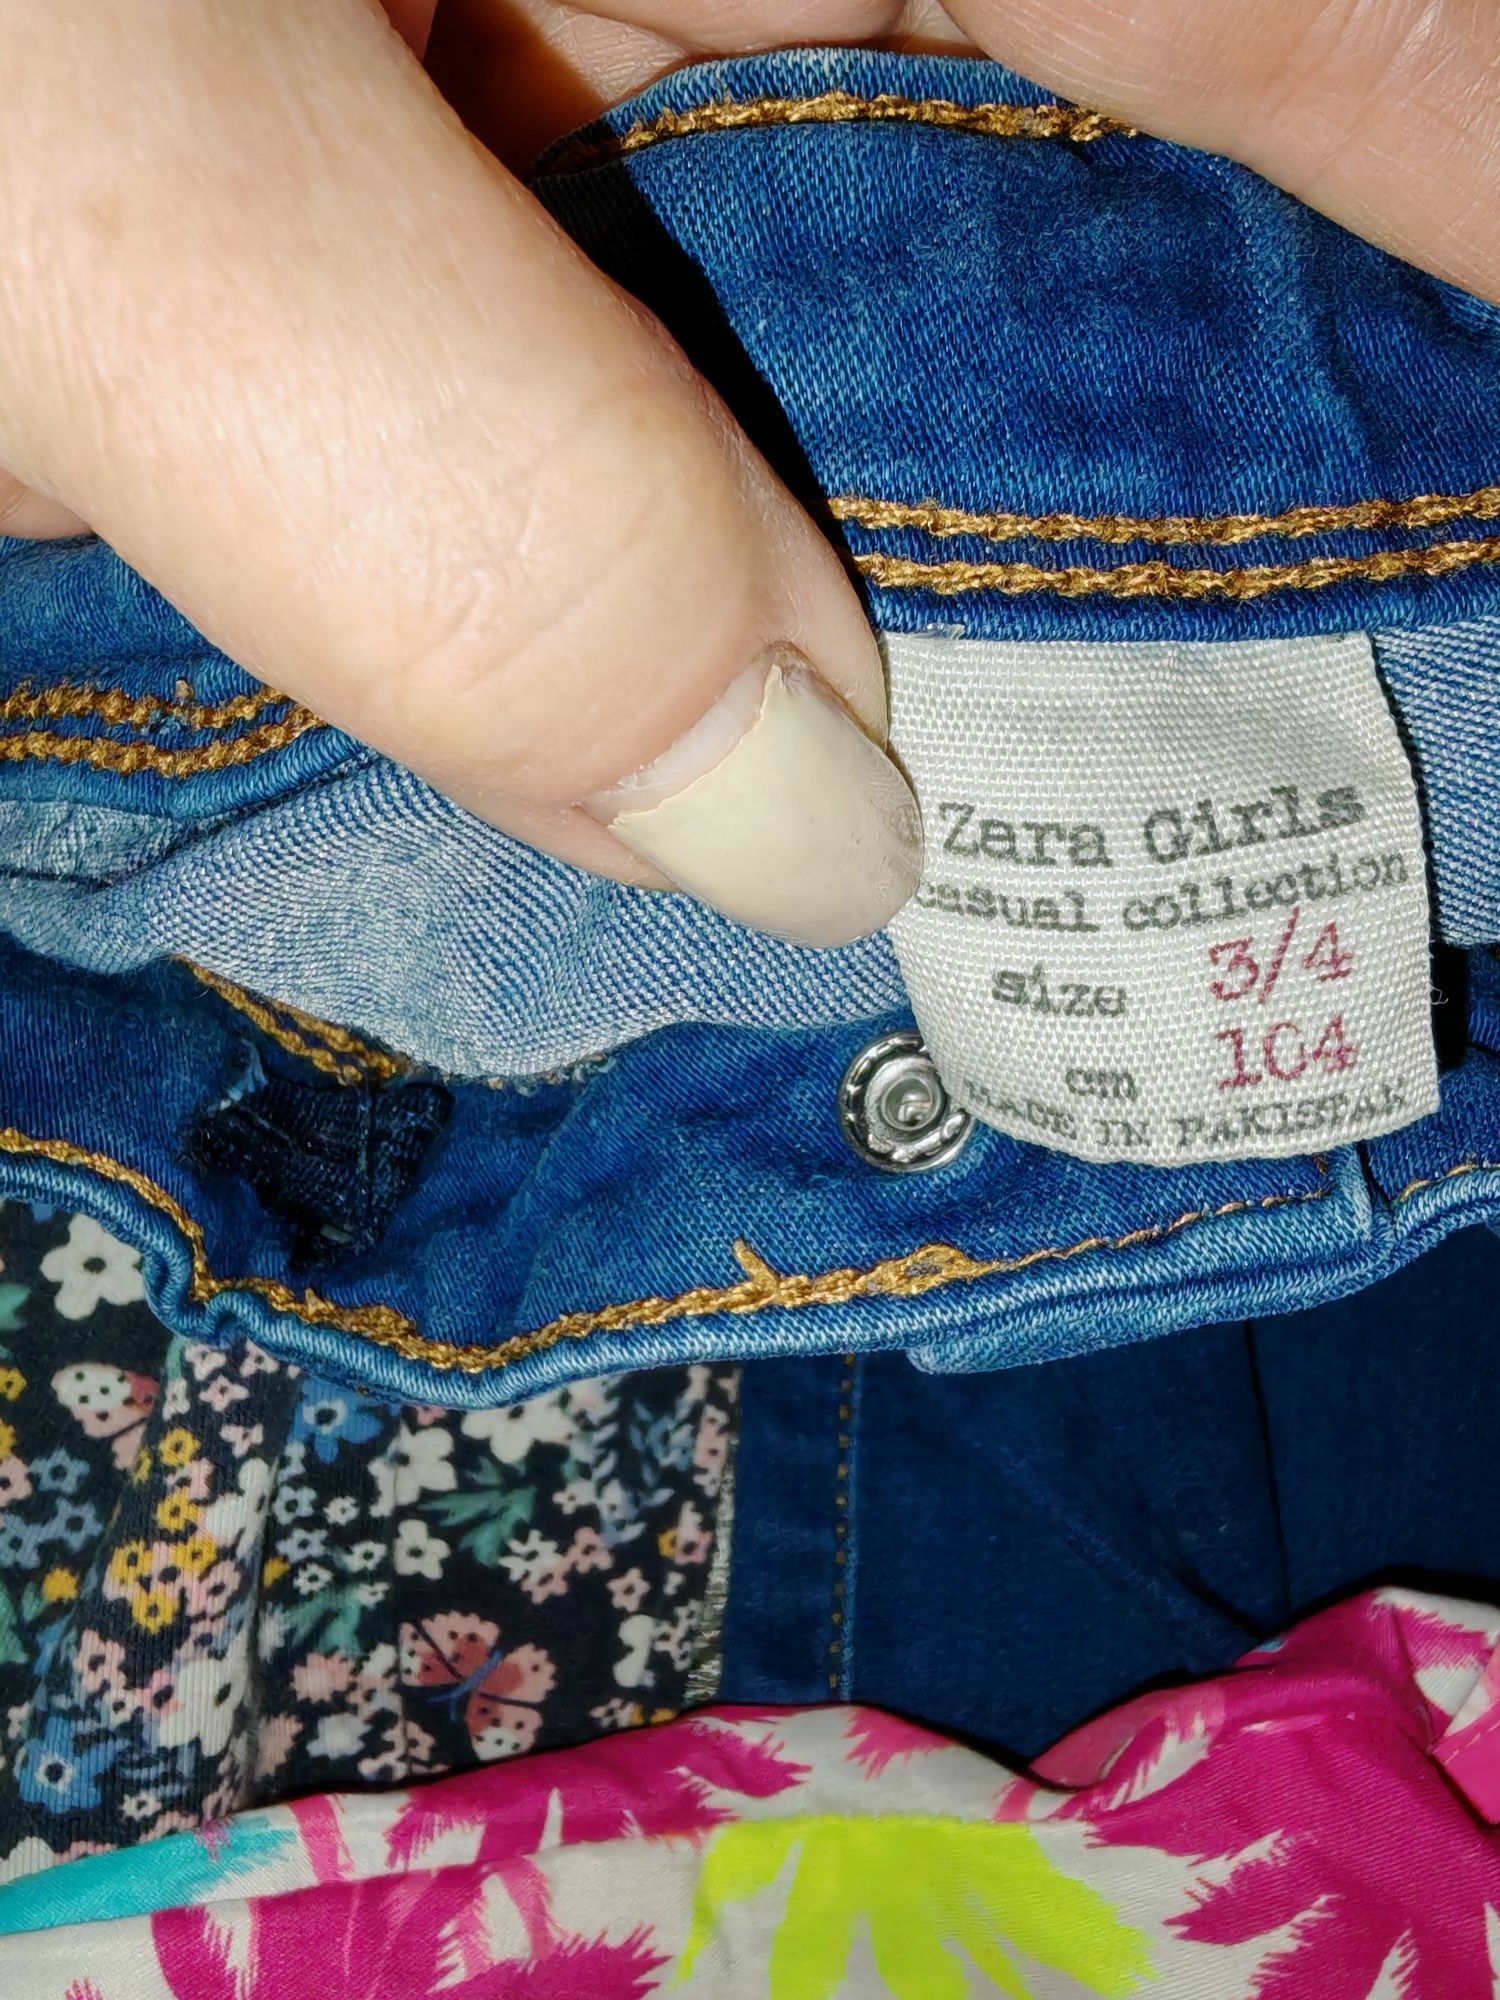 Zara Girls
casual collection
size 3/4
cm 104
MADE IN PAKISTAN